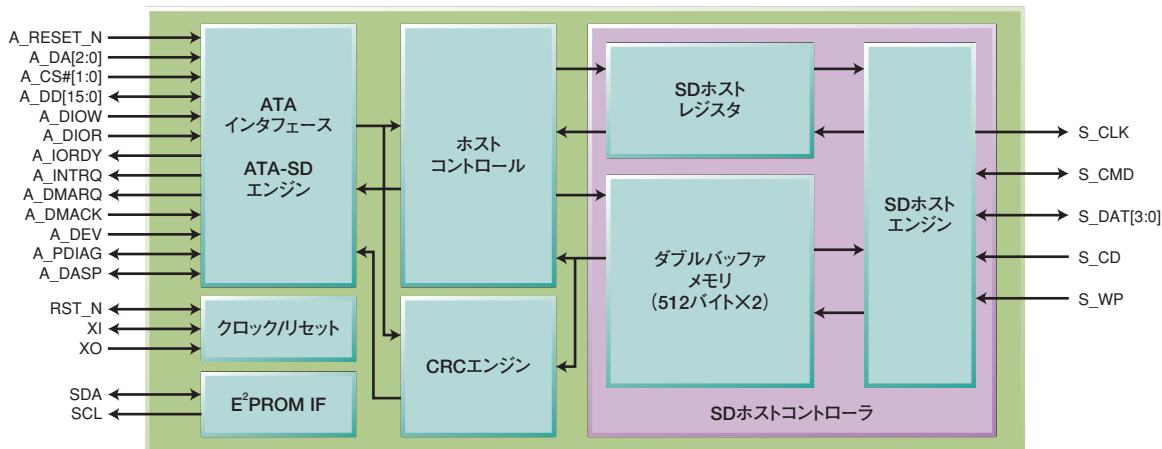 A_RESET_N
A_DA[2:0]
A_CS#[1:0]
A_DD[15:0]
A_DIOW
A_DIOR
A_IORDY
A_INTRQ
A_DMARQ
A_DMACK
A_DEV
A_PDIAG
A_DASP
RST_N
XI
XO
SDA
SCL
ATA
インタフェース
ATA-SD
エンジン
クロック/リセット
E²PROM IF
ホスト
コントロール
CRCエンジン
SDホスト
レジスタ
ダブルバッファ
メモリ
(512バイト×2)
SDホスト
エンジン
SDホストコントローラ
S_CLK
S_CMD
S_DAT[3:0]
S_CD
S_WP